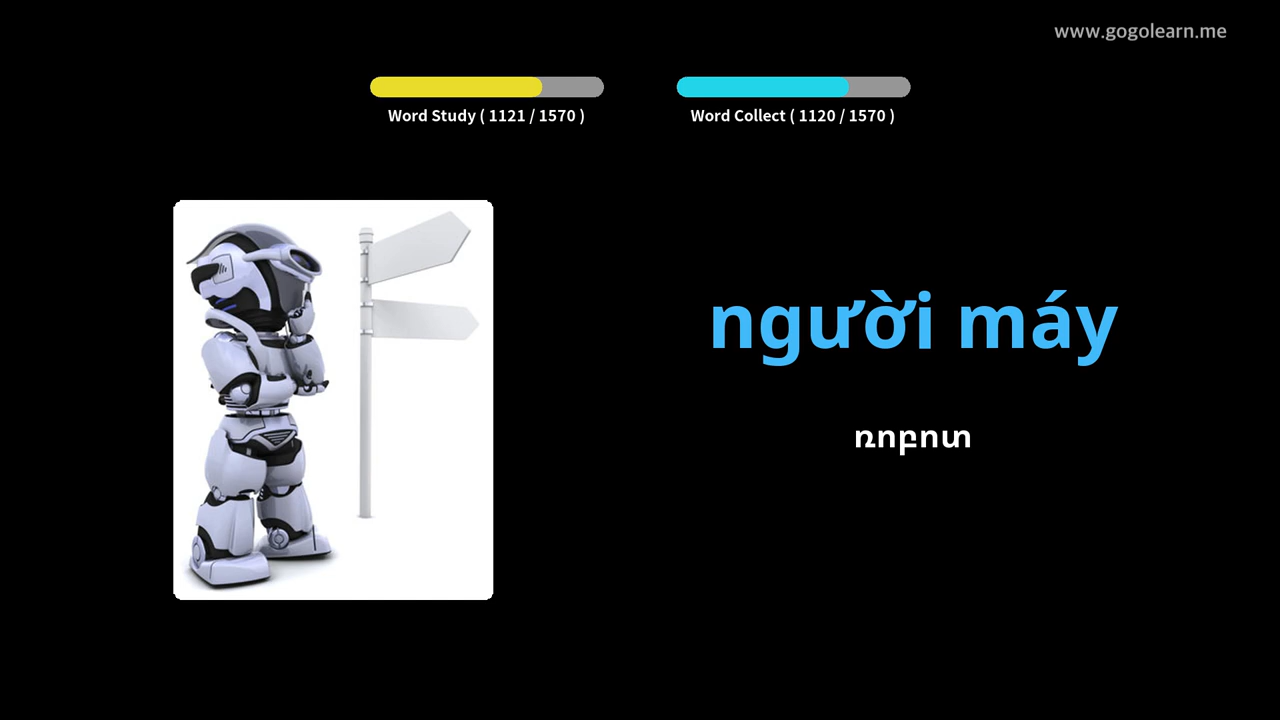 www.gogolearn.me
Word Study ( 1121 / 1570 )
Word Collect ( 1120 / 1570 )
người máy
ռոբոտ